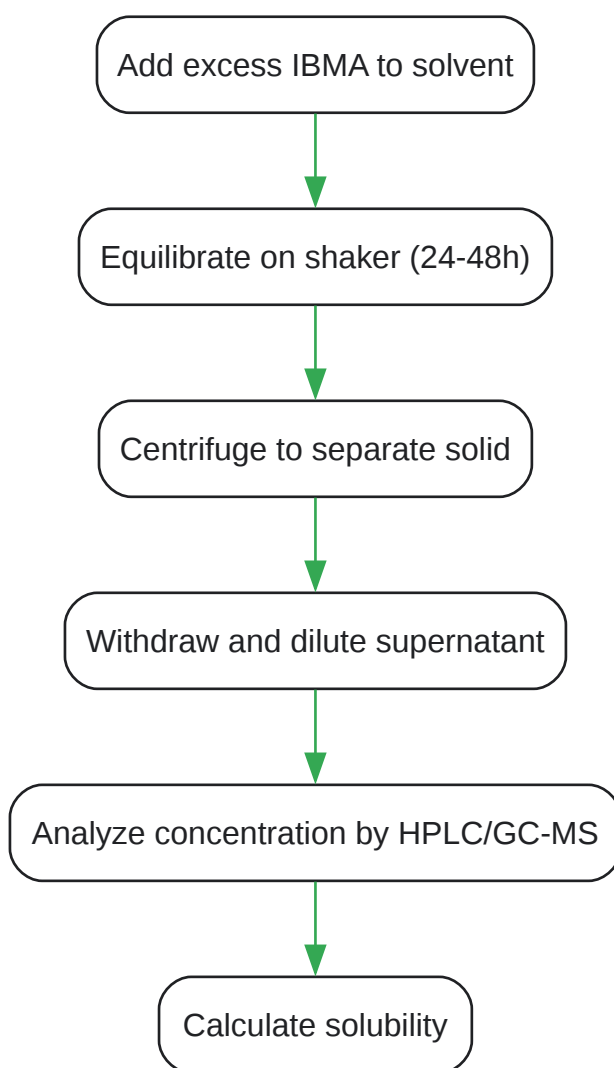 Add excess IBMA to solvent
Equilibrate on shaker (24-48h)
Centrifuge to separate solid
Withdraw and dilute supernatant
Analyze concentration by HPLC/GC-MS
Calculate solubility